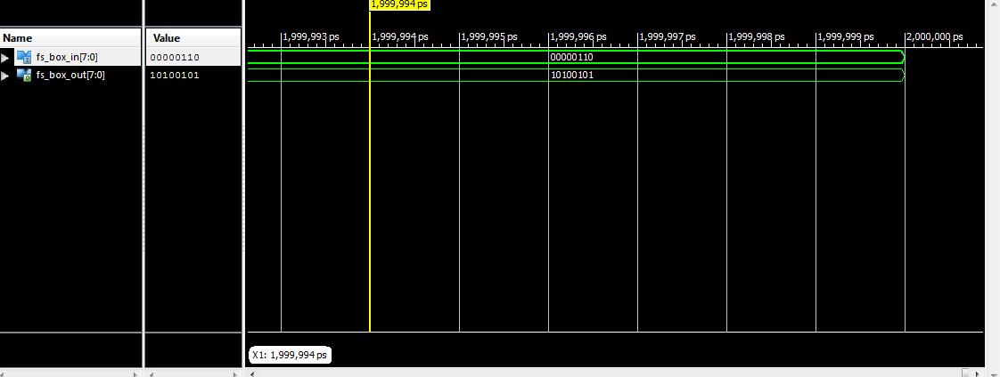 1,999,994 ps
Name Value
1,999,993 ps 1,999,994 ps 1,999,995 ps 1,999,996 ps 1,999,997 ps 1,999,998 ps 1,999,999 ps 2,000,000 ps
fs_box_in[7:0] 00000110 00000110
fs_box_out[7:0] 10100101 10100101
X1: 1,999,994 ps